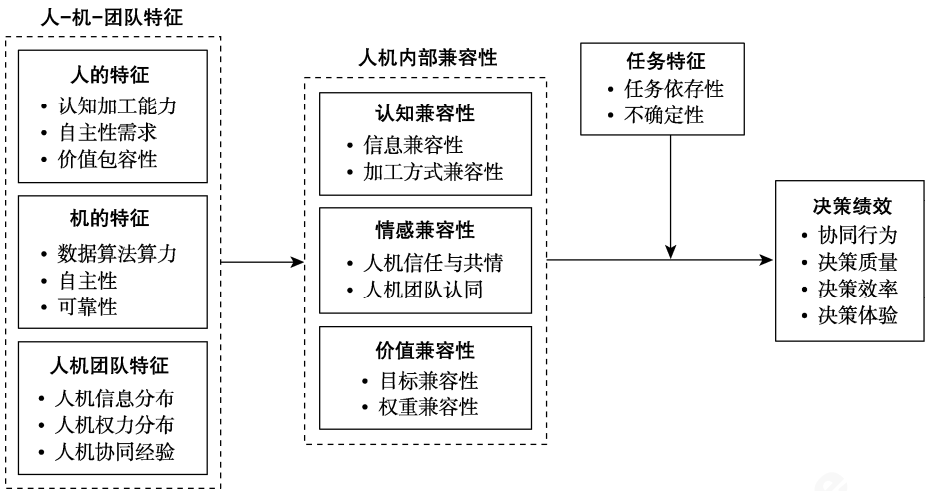 人-机-团队特征
人的特征
• 认知加工能力
• 自主性需求
• 价值包容性
机的特征
• 数据算法算力
• 自主性
• 可靠性
人机团队特征
• 人机信息分布
• 人机权力分布
• 人机协同经验
人机内部兼容性
认知兼容性
• 信息兼容性
• 加工方式兼容性
情感兼容性
• 人机信任与共情
• 人机团队认同
价值兼容性
• 目标兼容性
• 权重兼容性
任务特征
• 任务依存性
• 不确定性
决策绩效
• 协同行为
• 决策质量
• 决策效率
• 决策体验